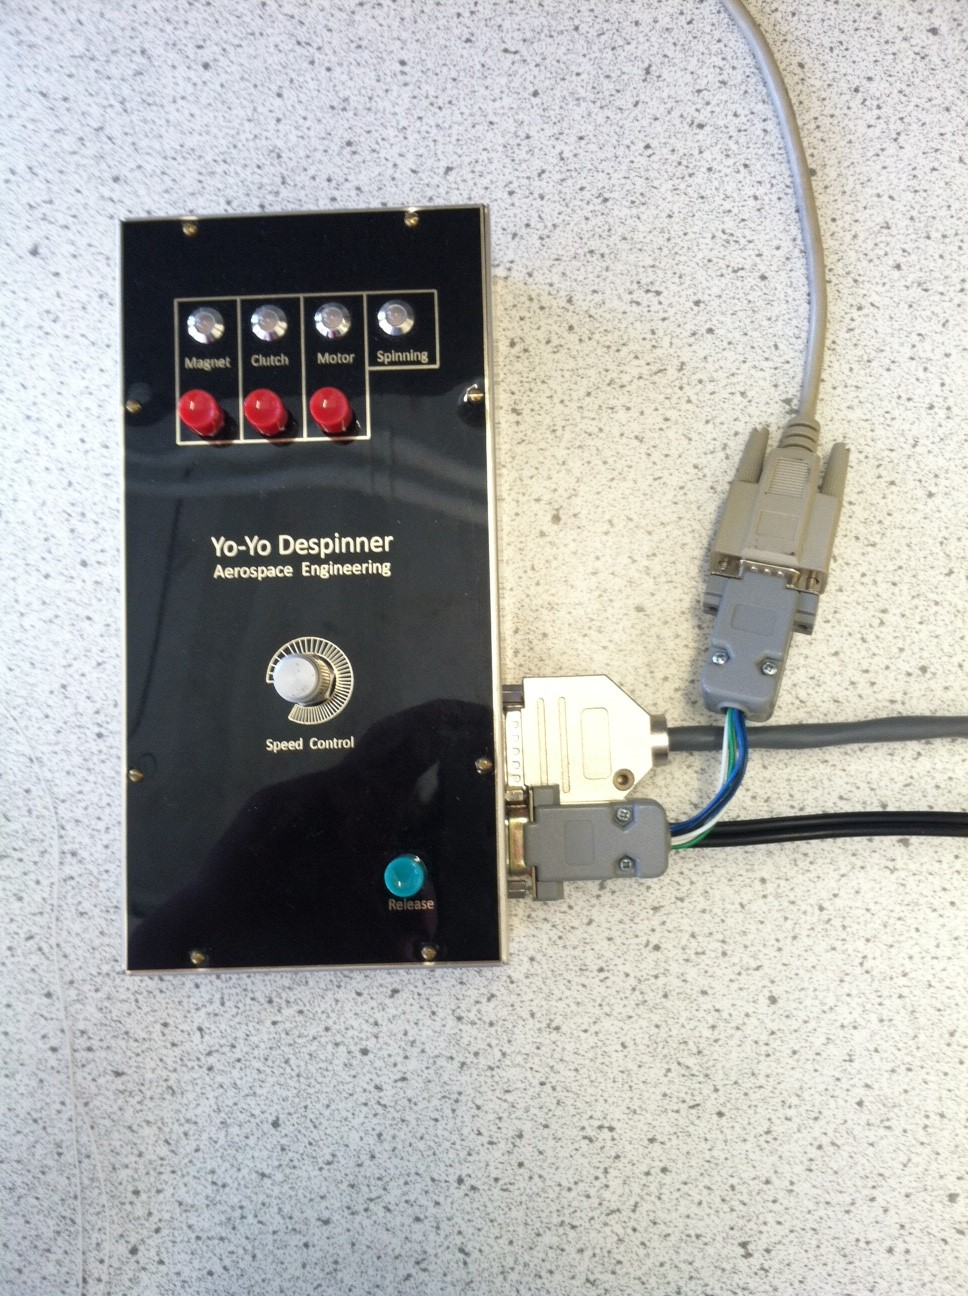 Magnet Clutch Motor Spinning
Yo-Yo Despinner
Aerospace Engineering
Speed Control
Release